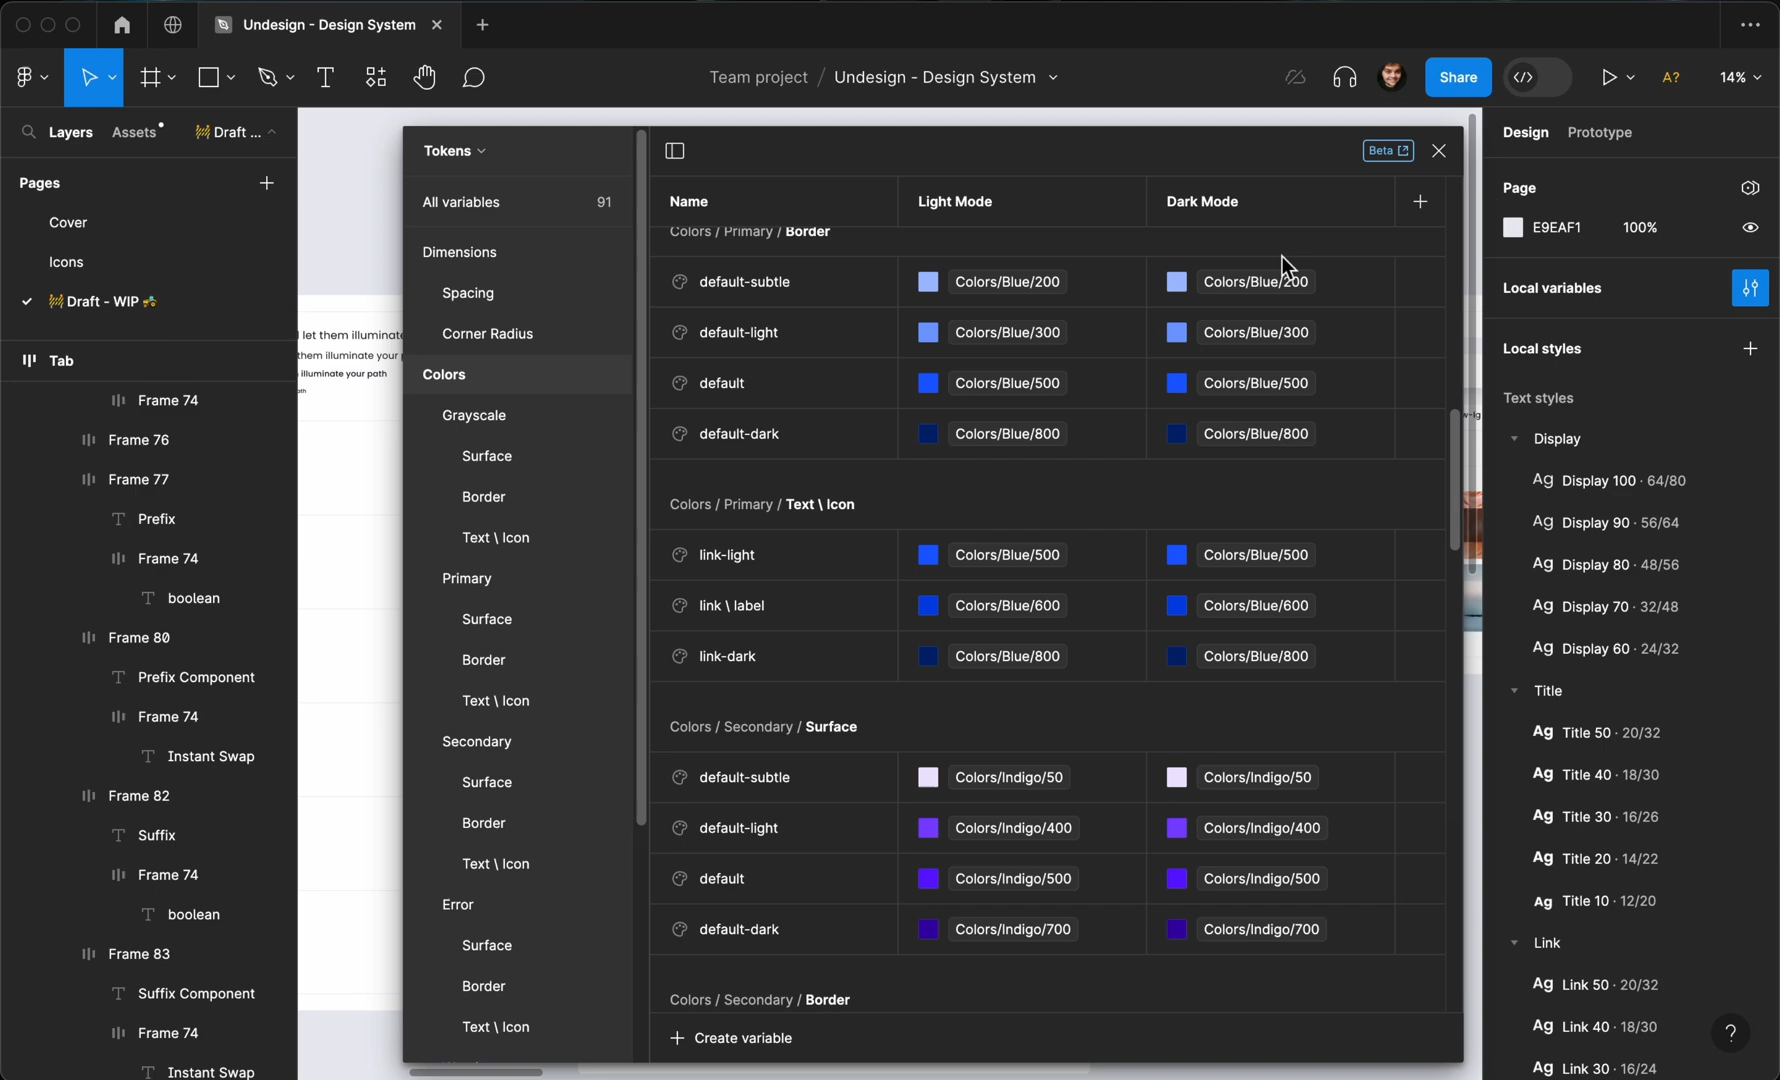 Undesign - Design System
Team project / Undesign - Design System
Share
A?
14%
Layers
Assets
Draft ...
Pages
Cover
Icons
Draft - WIP
Tab
Frame 74
Frame 76
Frame 77
Prefix
Frame 74
boolean
Frame 80
Prefix Component
Frame 74
Instant Swap
Frame 82
Suffix
Frame 74
boolean
Frame 83
Suffix Component
Frame 74
Instant Swap
let them illuminate
them illuminate your
illuminate your path
Tokens
All variables 91
Dimensions
Spacing
Corner Radius
Colors
Grayscale
Surface
Border
Text \ Icon
Primary
Surface
Border
Text \ Icon
Secondary
Surface
Border
Text \ Icon
Error
Surface
Border
Text \ Icon
Beta
Name Light Mode Dark Mode
Colors / Primary / Border
default-subtle Colors/Blue/200 Colors/Blue/200
default-light Colors/Blue/300 Colors/Blue/300
default Colors/Blue/500 Colors/Blue/500
default-dark Colors/Blue/800 Colors/Blue/800
Colors / Primary / Text \ Icon
link-light Colors/Blue/500 Colors/Blue/500
link \ label Colors/Blue/600 Colors/Blue/600
link-dark Colors/Blue/800 Colors/Blue/800
Colors / Secondary / Surface
default-subtle Colors/Indigo/50 Colors/Indigo/50
default-light Colors/Indigo/400 Colors/Indigo/400
default Colors/Indigo/500 Colors/Indigo/500
default-dark Colors/Indigo/700 Colors/Indigo/700
Colors / Secondary / Border
Create variable
Design
Prototype
Page
E9EAF1 100%
Local variables
Local styles
Text styles
Display
Ag Display 100 · 64/80
Ag Display 90 · 56/64
Ag Display 80 · 48/56
Ag Display 70 · 32/48
Ag Display 60 · 24/32
Title
Ag Title 50 · 20/32
Ag Title 40 · 18/30
Ag Title 30 · 16/26
Ag Title 20 · 14/22
Ag Title 10 · 12/20
Link
Ag Link 50 · 20/32
Ag Link 40 · 18/30
Ag Link 30 · 16/24
?